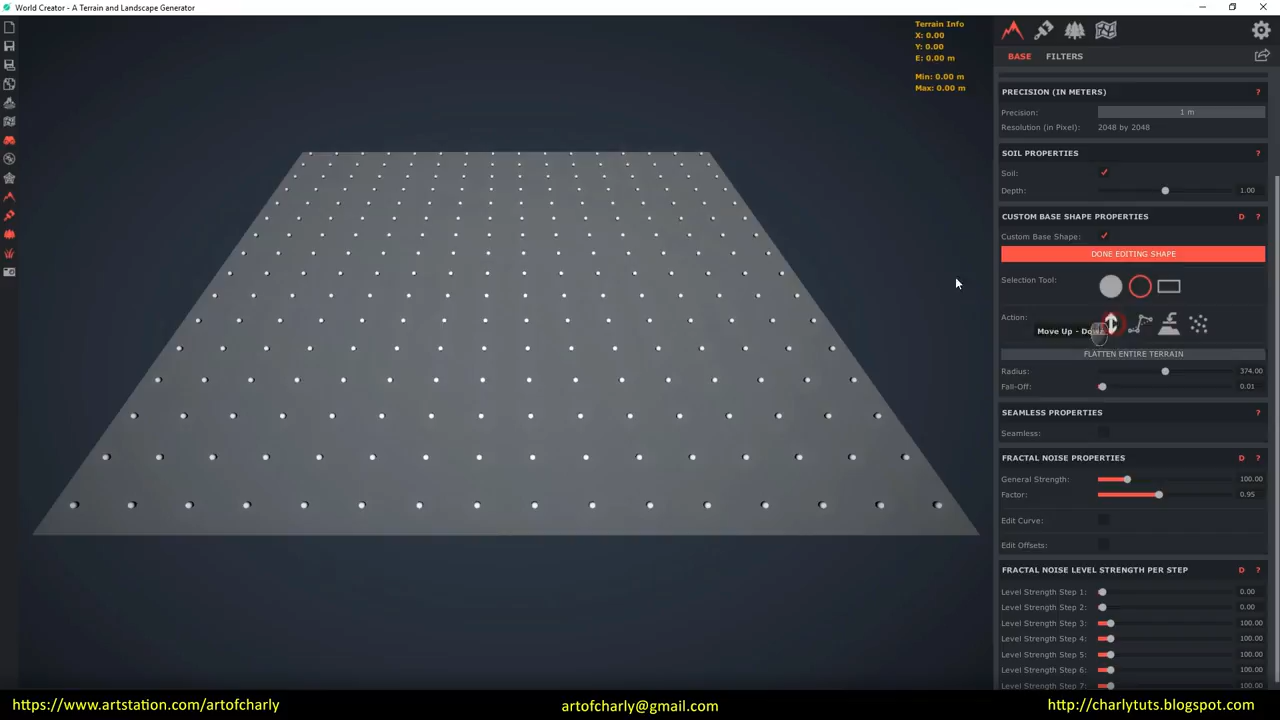 World Creator - A Terrain and Landscape Generator
Terrain Info
X: 0.00
Y: 0.00
E: 0.00 m
Min: 0.00 m
Max: 0.00 m
BASE FILTERS
PRECISION (IN METERS) ?
Precision: 1 m
Resolution (in Pixel): 2048 by 2048
SOIL PROPERTIES ?
Soil:
Depth: 1.00
CUSTOM BASE SHAPE PROPERTIES D ?
Custom Base Shape:
DONE EDITING SHAPE
Selection Tool:
Action:
Move Up - Down
FLATTEN ENTIRE TERRAIN
Radius: 374.00
Fall-Off: 0.01
SEAMLESS PROPERTIES ?
Seamless:
FRACTAL NOISE PROPERTIES D ?
General Strength: 100.00
Factor: 0.95
Edit Curve:
Edit Offsets:
FRACTAL NOISE LEVEL STRENGTH PER STEP D ?
Level Strength Step 1: 0.00
Level Strength Step 2: 0.00
Level Strength Step 3: 100.00
Level Strength Step 4: 100.00
Level Strength Step 5: 100.00
Level Strength Step 6: 100.00
Level Strength Step 7: 100.00
https://www.artstation.com/artofcharly artofcharly@gmail.com http://charlytuts.blogspot.com